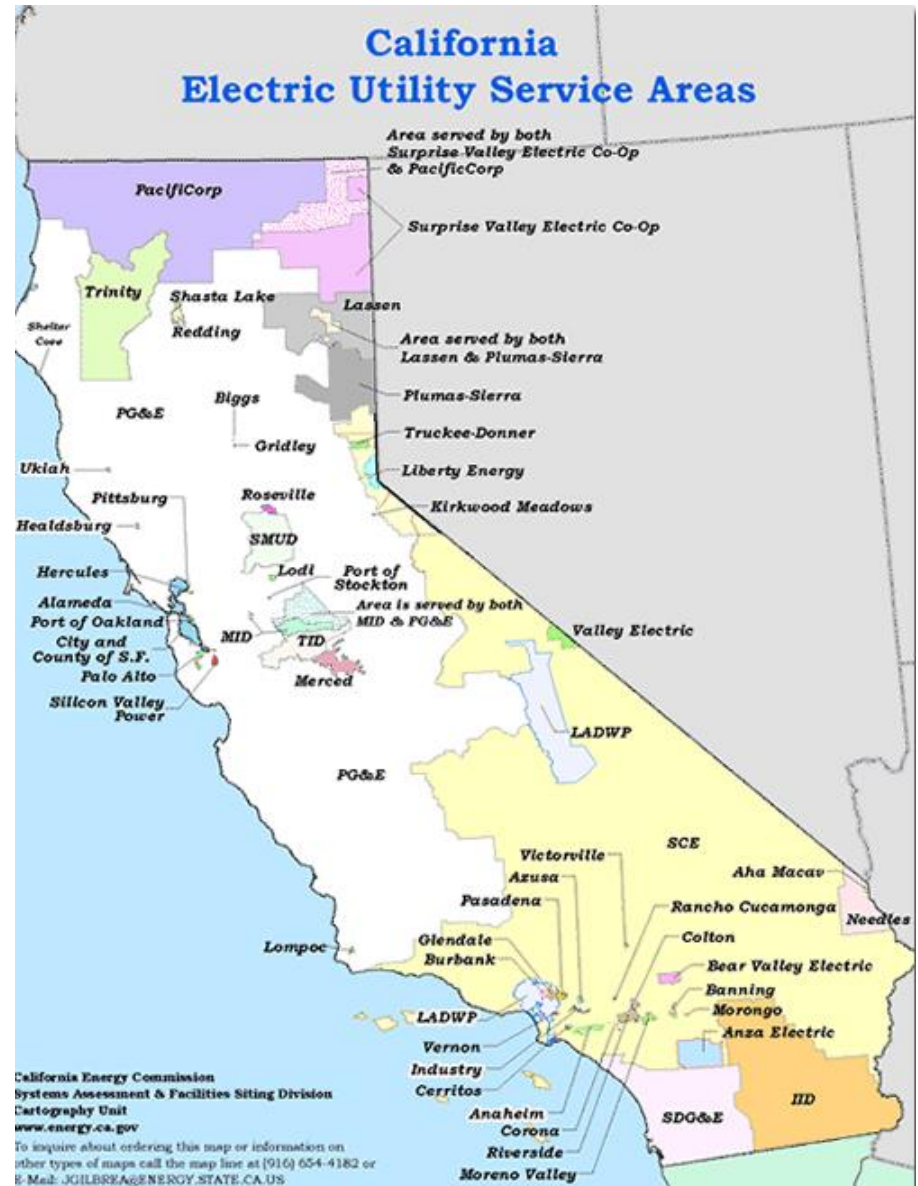 California
Electric Utility Service Areas
Area served by both
Surprise Valley Electric Co-Op
& PacificCorp
PacifiCorp
Surprise Valley Electric Co-Op
Trinity
Shasta Lake
Lassen
Redding
Shelter
Cove
Area served by both
Lassen & Plumas-Sierra
Biggs
Plumas-Sierra
PG&E
Gridley
Truckee-Donner
Ukiah
Liberty Energy
Pittsburg
Roseville
Kirkwood Meadows
Healdsburg
SMUD
Hercules
Lodi
Port of
Stockton
Alameda
Area is served by both
MID & PG&E
Port of Oakland
City and
County of S.F.
MID
TID
Valley Electric
Palo Alto
Merced
Silicon Valley
Power
LADWP
PG&E
SCE
Victorville
Azusa
Aha Macav
Pasadena
Rancho Cucamonga
Needles
Glendale
Colton
Lompoc
Burbank
Bear Valley Electric
Banning
LADWP
Morongo
Anza Electric
Vernon
Industry
Cerritos
Anaheim
Corona
Riverside
Moreno Valley
SDG&E
IID
California Energy Commission
Systems Assessment & Facilities Siting Division
Cartography Unit
www.energy.ca.gov
To inquire about ordering this map or information on
other types of maps call the map line at (916) 654-4182 or
E-Mail: JGILBREA@ENERGY.STATE.CA.US